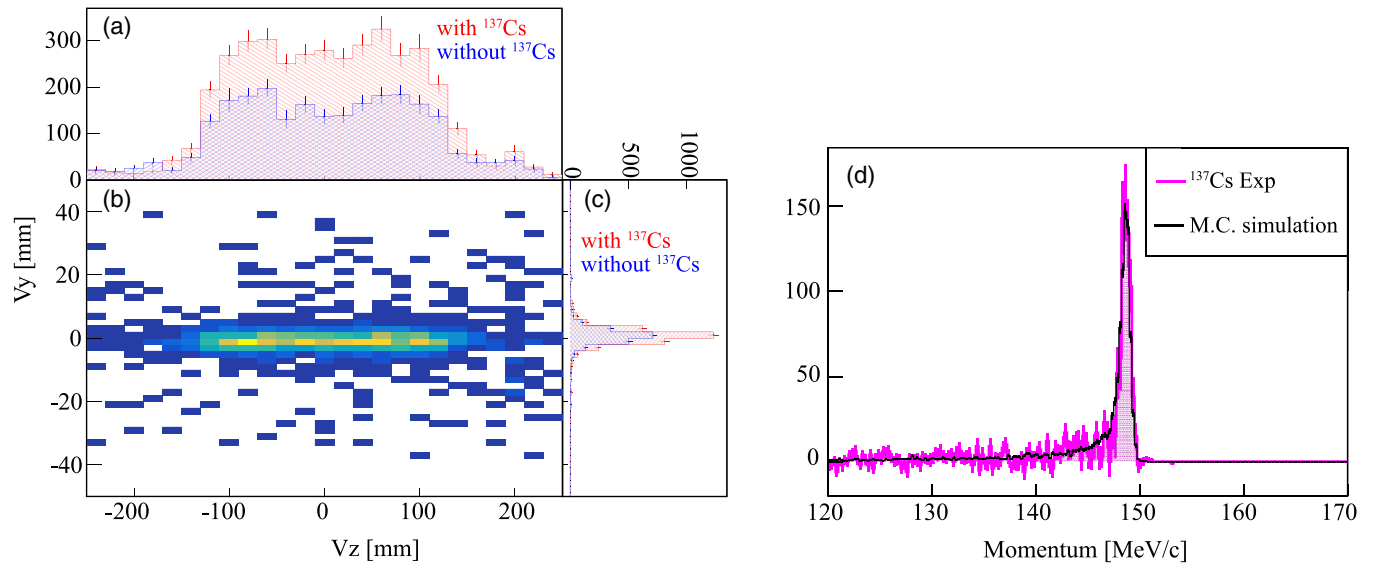 (a)
with ¹³⁷Cs
without ¹³⁷Cs
300
200
100
0
0
500
1000
(b)
Vy [mm]
40
20
0
-20
-40
-200
-100
0
100
200
Vz [mm]
(c)
with ¹³⁷Cs
without ¹³⁷Cs
(d)
¹³⁷Cs Exp
M.C. simulation
150
100
50
0
120
130
140
150
160
170
Momentum [MeV/c]